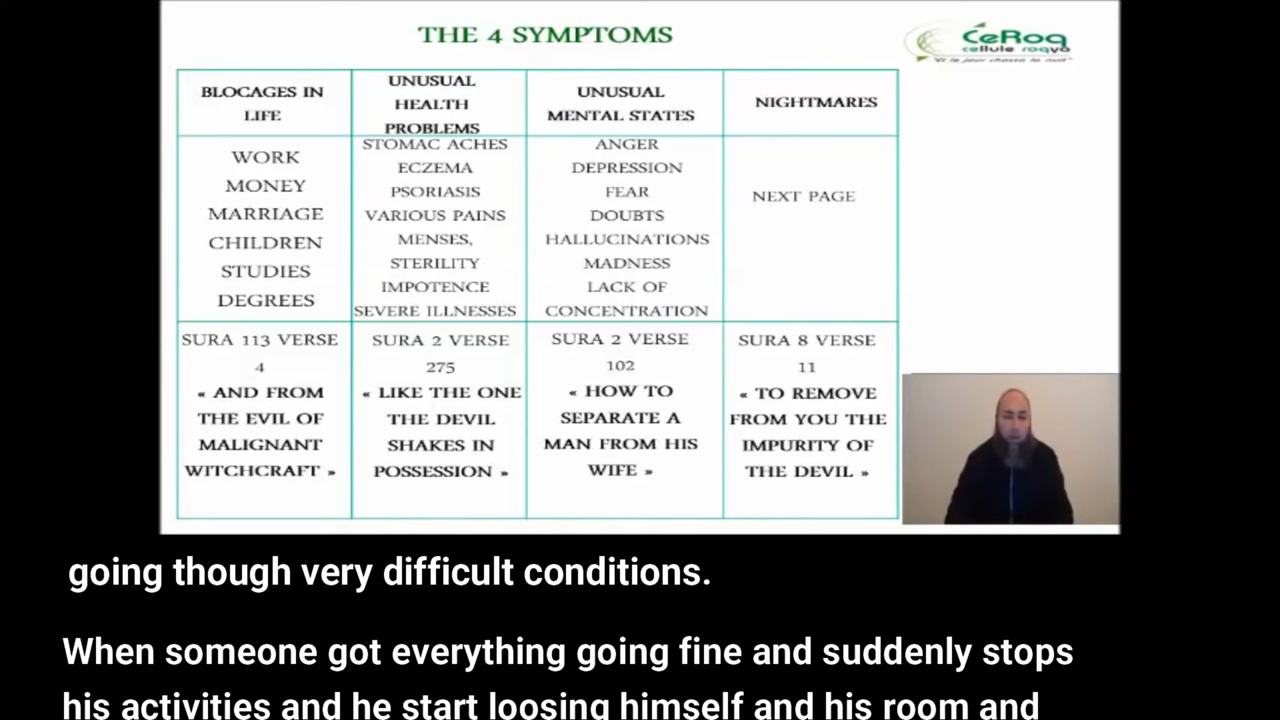 THE 4 SYMPTOMS
CeRoq
cellule roqya
"Et le jour chassa la nuit"
BLOCAGES IN
LIFE
UNUSUAL
HEALTH
PROBLEMS
UNUSUAL
MENTAL STATES
NIGHTMARES
WORK
MONEY
MARRIAGE
CHILDREN
STUDIES
DEGREES
STOMAC ACHES
ECZEMA
PSORIASIS
VARIOUS PAINS
MENSES,
STERILITY
IMPOTENCE
SEVERE ILLNESSES
ANGER
DEPRESSION
FEAR
DOUBTS
HALLUCINATIONS
MADNESS
LACK OF
CONCENTRATION
NEXT PAGE
SURA 113 VERSE
4
« AND FROM
THE EVIL OF
MALIGNANT
WITCHCRAFT »
SURA 2 VERSE
275
« LIKE THE ONE
THE DEVIL
SHAKES IN
POSSESSION »
SURA 2 VERSE
102
« HOW TO
SEPARATE A
MAN FROM HIS
WIFE »
SURA 8 VERSE
11
« TO REMOVE
FROM YOU THE
IMPURITY OF
THE DEVIL »
going though very difficult conditions.
When someone got everything going fine and suddenly stops
his activities and he start loosing himself and his room and